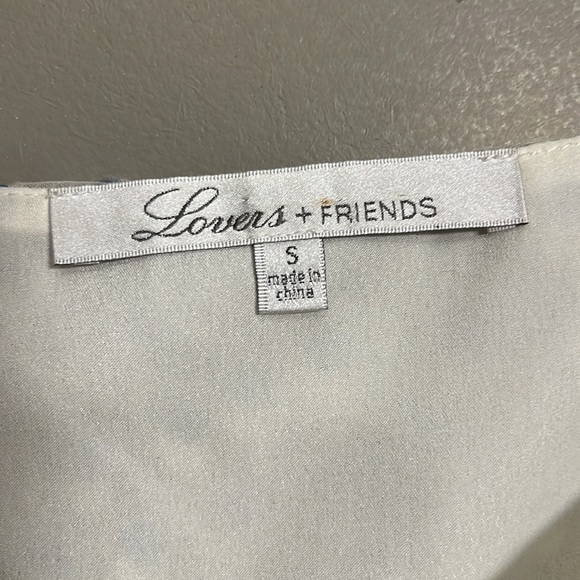 Lovers + FRIENDS
S
made in
china